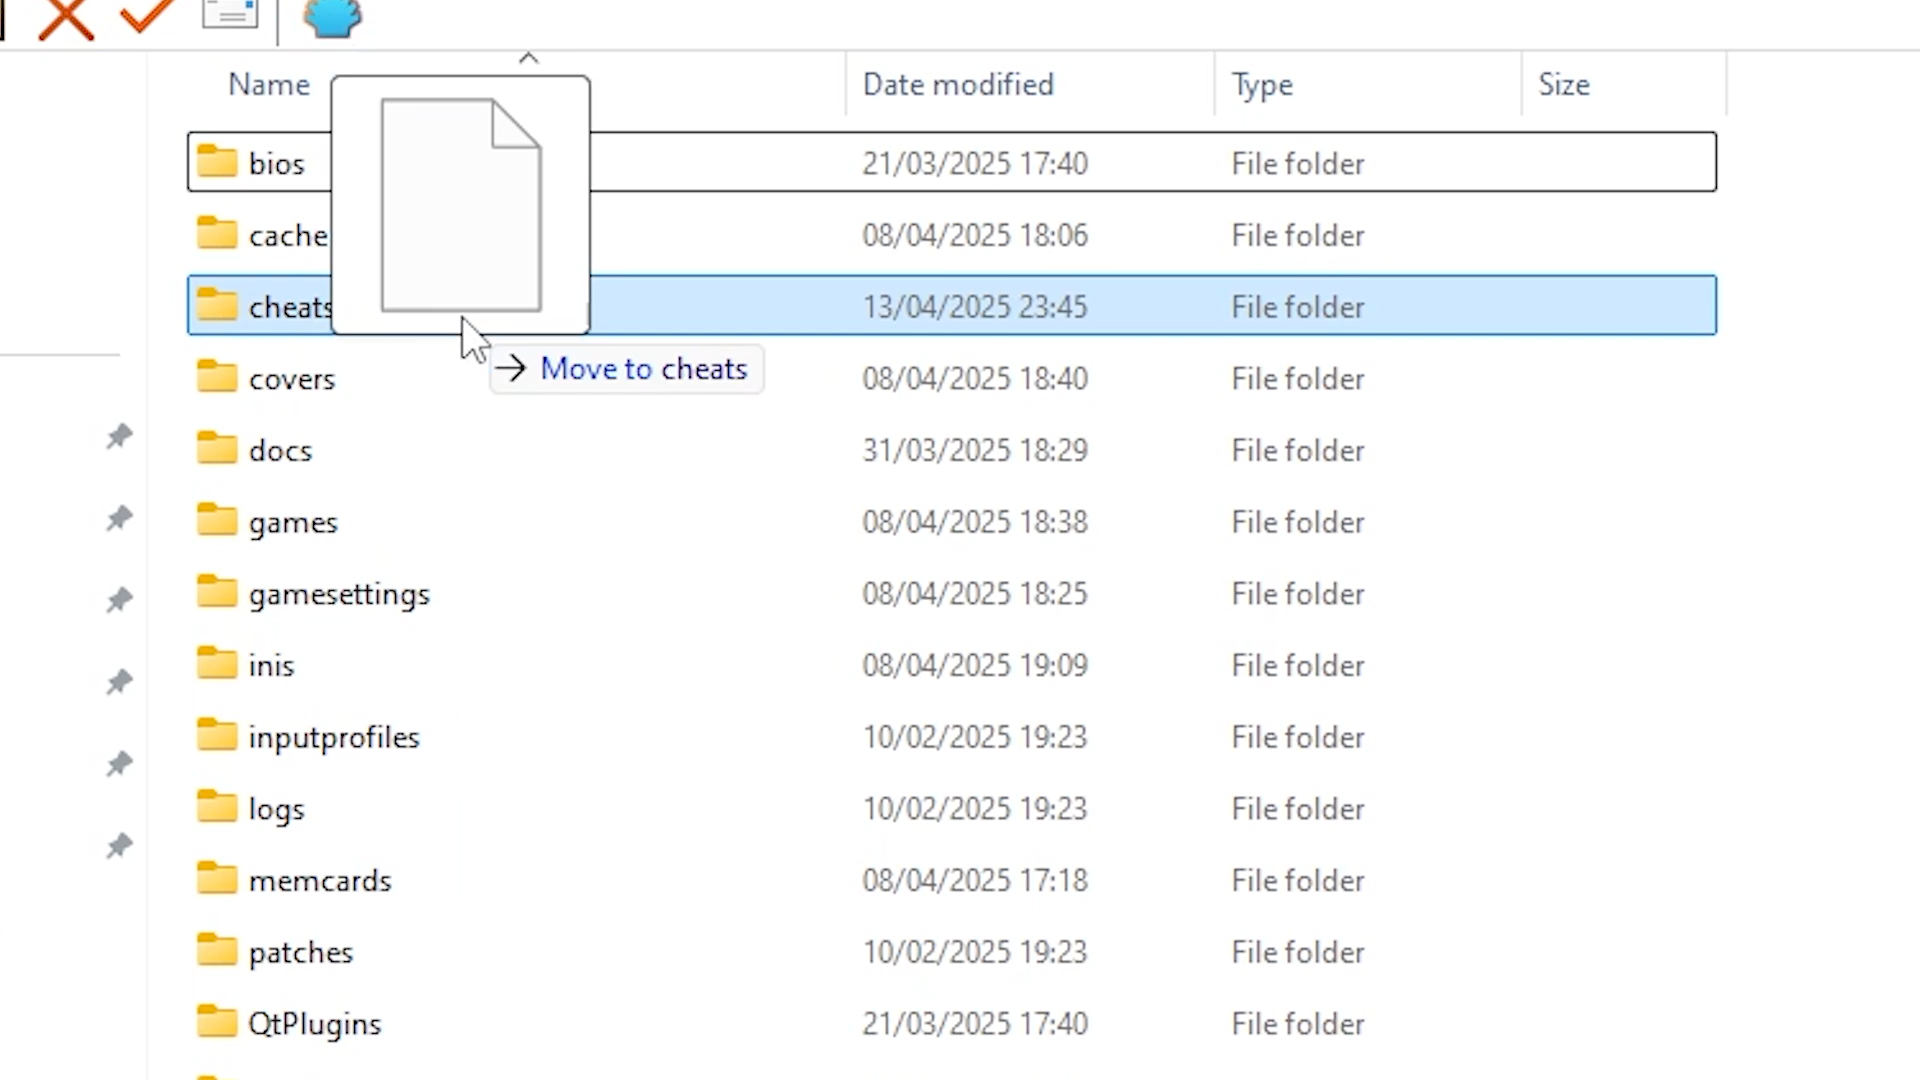 Name Date modified Type Size
bios 21/03/2025 17:40 File folder
cache 08/04/2025 18:06 File folder
cheats 13/04/2025 23:45 File folder
Move to cheats
covers 08/04/2025 18:40 File folder
docs 31/03/2025 18:29 File folder
games 08/04/2025 18:38 File folder
gamesettings 08/04/2025 18:25 File folder
inis 08/04/2025 19:09 File folder
inputprofiles 10/02/2025 19:23 File folder
logs 10/02/2025 19:23 File folder
memcards 08/04/2025 17:18 File folder
patches 10/02/2025 19:23 File folder
QtPlugins 21/03/2025 17:40 File folder